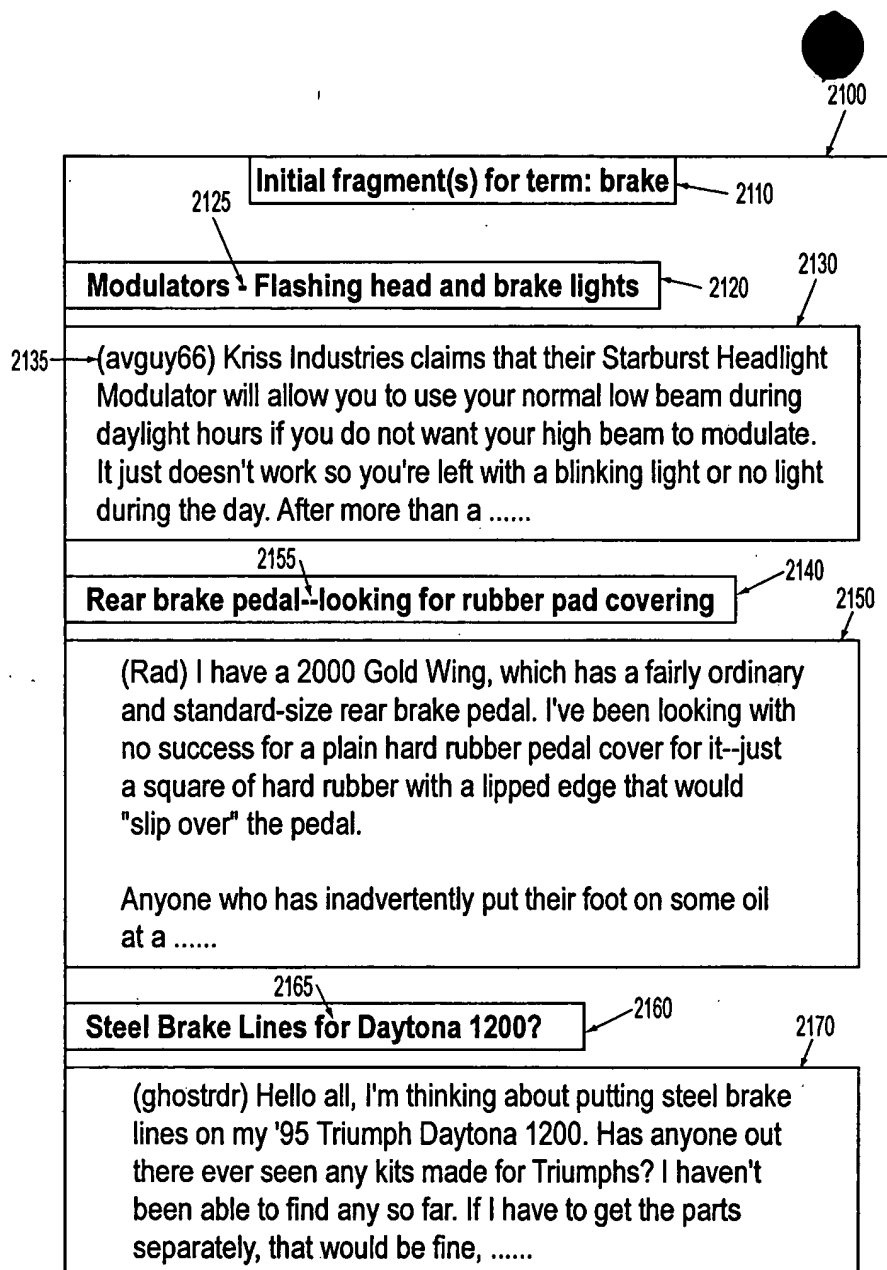 2100
Initial fragment(s) for term: brake
2110
2125
2130
Modulators - Flashing head and brake lights
2120
2135
(avguy66) Kriss Industries claims that their Starburst Headlight
Modulator will allow you to use your normal low beam during
daylight hours if you do not want your high beam to modulate.
It just doesn't work so you're left with a blinking light or no light
during the day. After more than a ......
2155
2140
Rear brake pedal--looking for rubber pad covering
2150
(Rad) I have a 2000 Gold Wing, which has a fairly ordinary
and standard-size rear brake pedal. I've been looking with
no success for a plain hard rubber pedal cover for it--just
a square of hard rubber with a lipped edge that would
"slip over" the pedal.
Anyone who has inadvertently put their foot on some oil
at a ......
2165
2160
Steel Brake Lines for Daytona 1200?
2170
(ghostrdr) Hello all, I'm thinking about putting steel brake
lines on my '95 Triumph Daytona 1200. Has anyone out
there ever seen any kits made for Triumphs? I haven't
been able to find any so far. If I have to get the parts
separately, that would be fine, ......